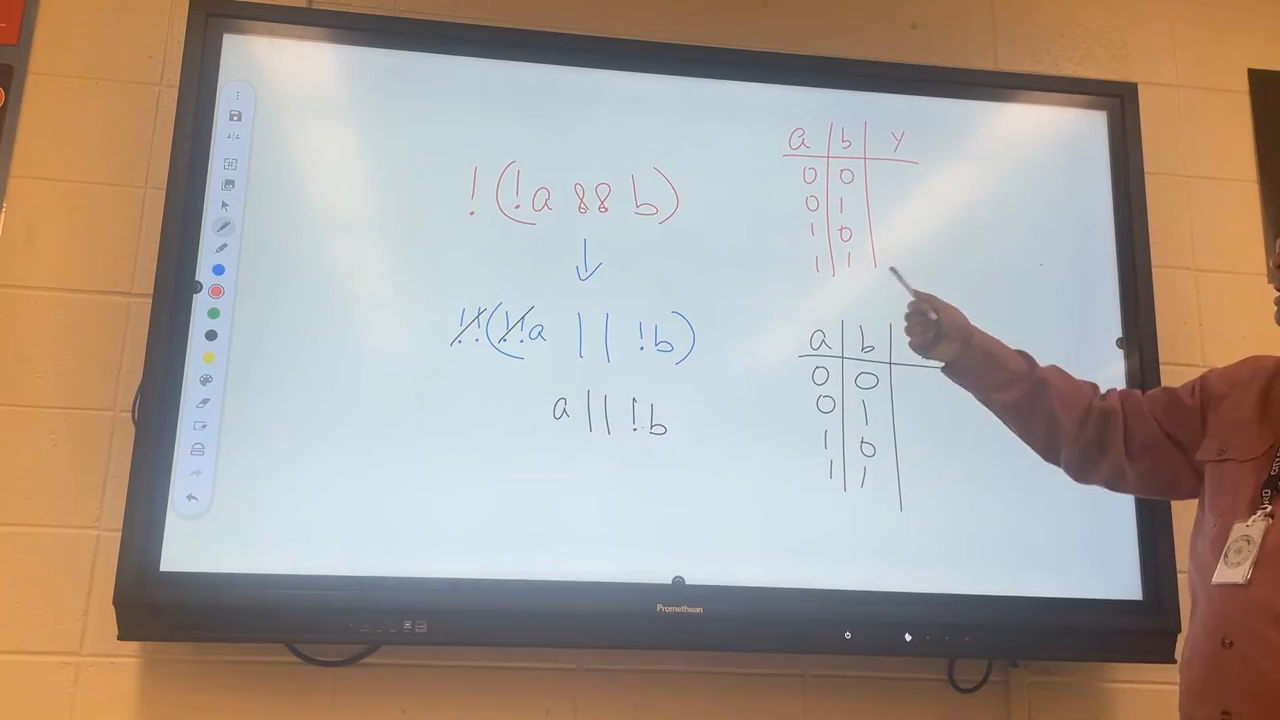 !(!a && b)
!!(!!a || !b)
a || !b
a b y
0 0
0 1
1 0
1 1
a b
0 0
0 1
1 0
1 1
Promethean